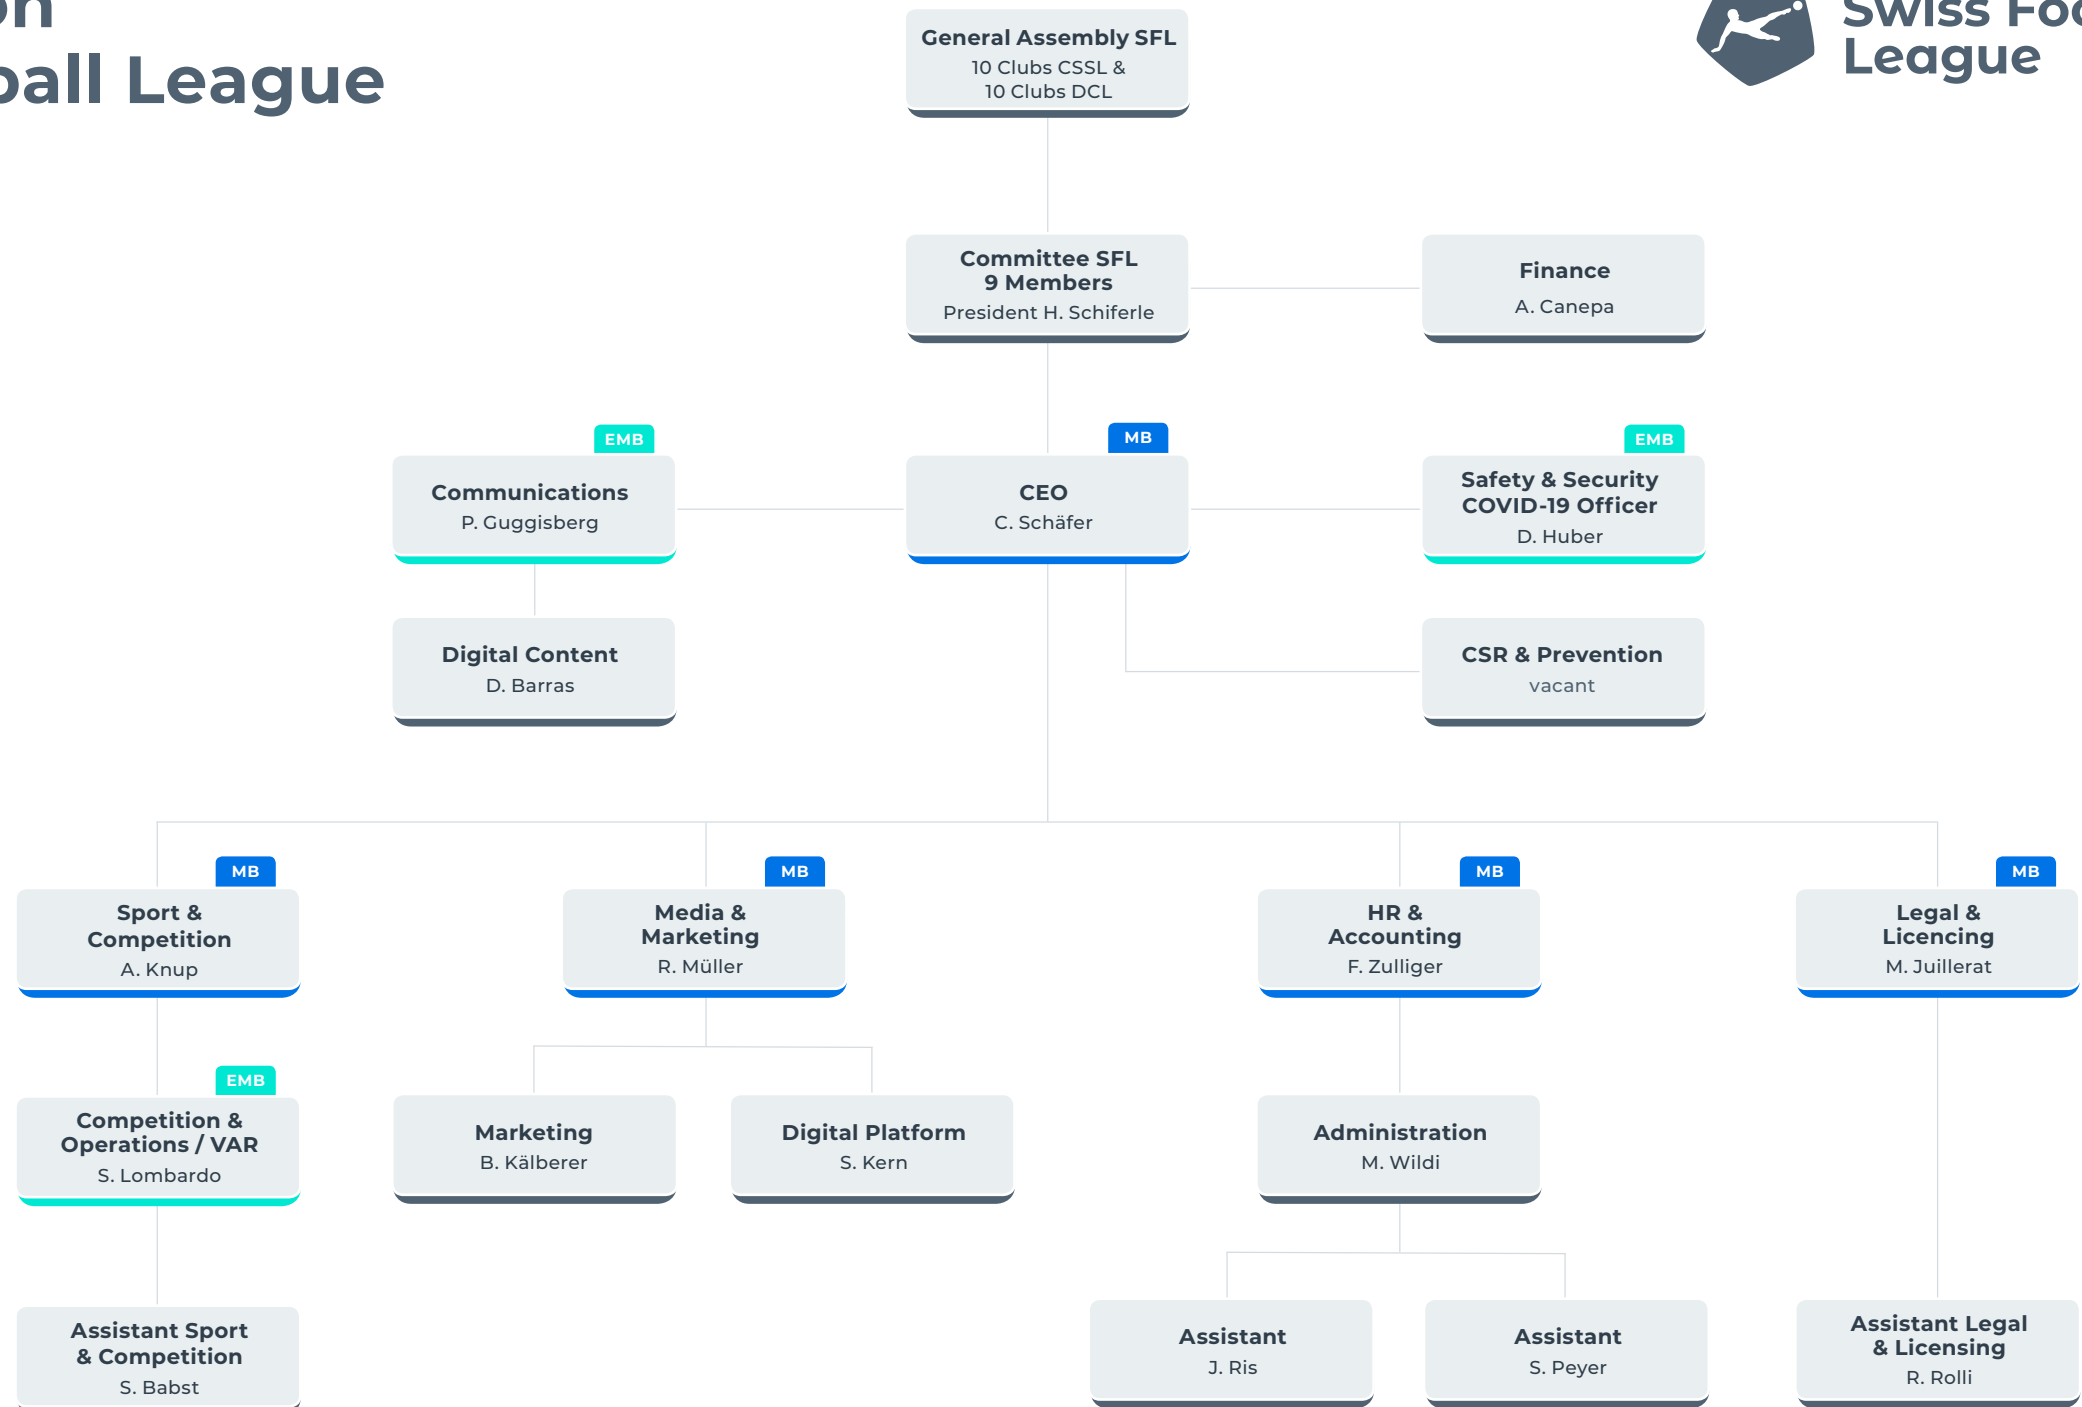 ball League
Swiss Foo
League
General Assembly SFL
10 Clubs CSSL &
10 Clubs DCL
Committee SFL
9 Members
President H. Schiferle
Finance
A. Canepa
EMB
Communications
P. Guggisberg
MB
CEO
C. Schäfer
EMB
Safety & Security
COVID-19 Officer
D. Huber
Digital Content
D. Barras
CSR & Prevention
vacant
MB
Sport &
Competition
A. Knup
MB
Media &
Marketing
R. Müller
MB
HR &
Accounting
F. Zulliger
MB
Legal &
Licencing
M. Juillerat
EMB
Competition &
Operations / VAR
S. Lombardo
Marketing
B. Kälberer
Digital Platform
S. Kern
Administration
M. Wildi
Assistant Sport
& Competition
S. Babst
Assistant
J. Ris
Assistant
S. Peyer
Assistant Legal
& Licensing
R. Rolli